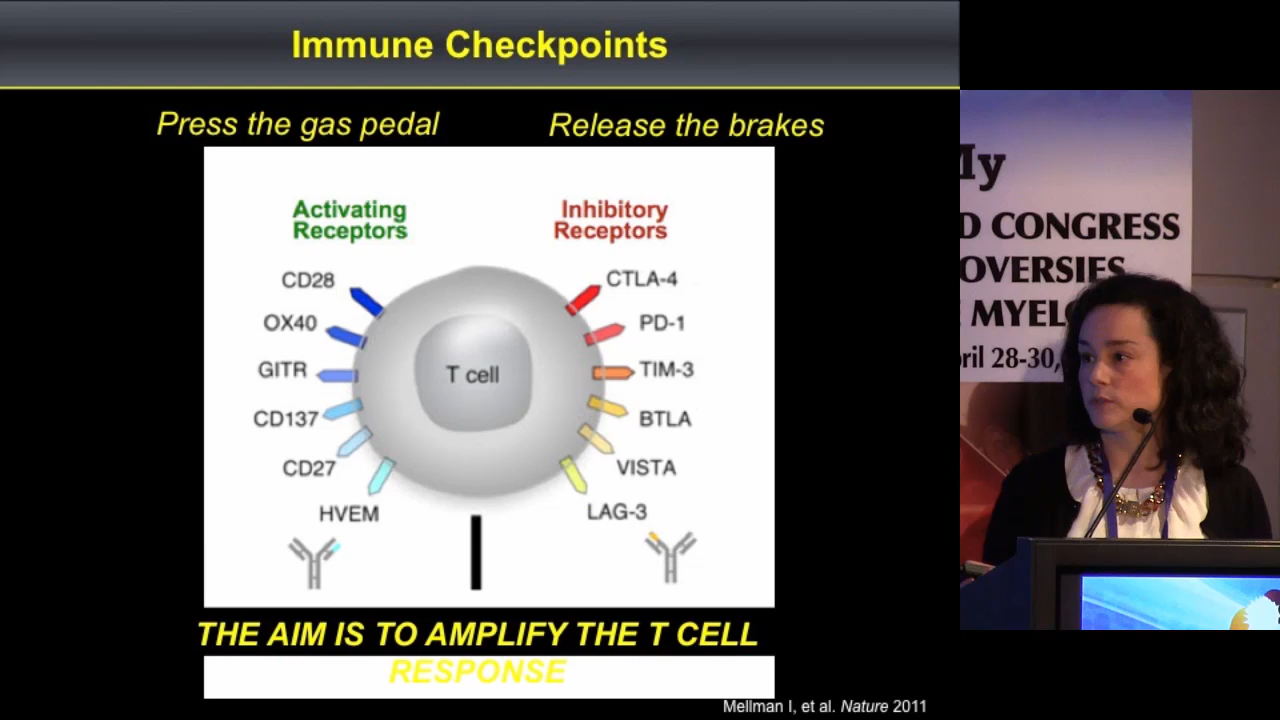 Immune Checkpoints
Press the gas pedal
Release the brakes
Activating
Receptors
Inhibitory
Receptors
CD28
CTLA-4
OX40
PD-1
GITR
T cell
TIM-3
CD137
BTLA
CD27
VISTA
HVEM
LAG-3
THE AIM IS TO AMPLIFY THE T CELL
RESPONSE
Mellman I, et al. Nature 2011
CONGRESS
28-30,